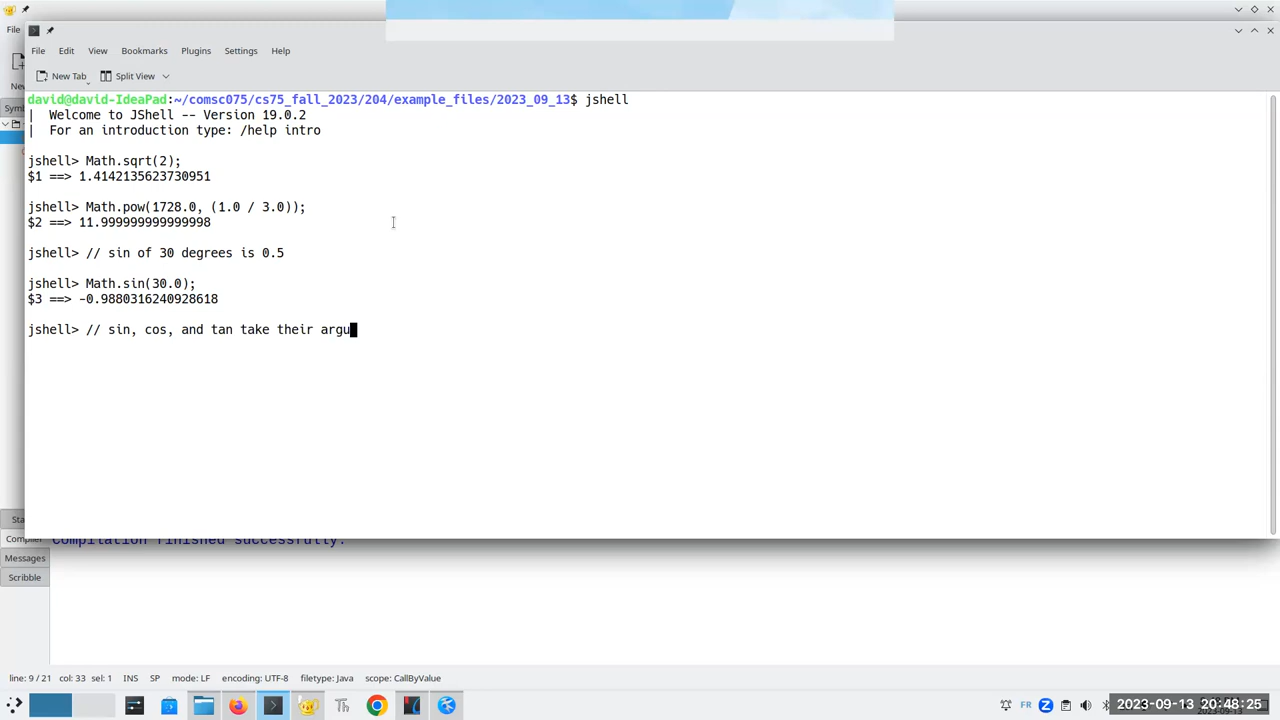 File
File Edit View Bookmarks Plugins Settings Help
New Tab Split View
david@david-IdeaPad:~/comsc075/cs75_fall_2023/204/example_files/2023_09_13$ jshell
| Welcome to JShell -- Version 19.0.2
| For an introduction type: /help intro
jshell> Math.sqrt(2);
$1 ==> 1.4142135623730951
jshell> Math.pow(1728.0, (1.0 / 3.0));
$2 ==> 11.999999999999998
jshell> // sin of 30 degrees is 0.5
jshell> Math.sin(30.0);
$3 ==> -0.9880316240928618
jshell> // sin, cos, and tan take their argu
Compiler
Compilation finished successfully.
Messages
Scribble
line: 9 / 21 col: 33 sel: 1 INS SP mode: LF encoding: UTF-8 filetype: Java scope: CallByValue
FR 2023-09-13 20:48:25